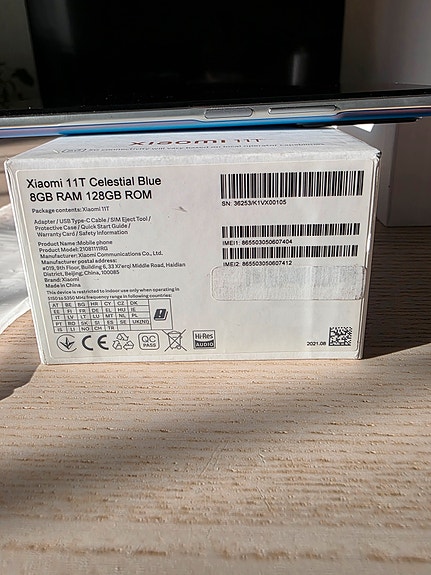 xiaomi 11T
Xiaomi 11T Celestial Blue
8GB RAM 128GB ROM
Package contents: Xiaomi 11T
Adapter / USB Type-C Cable / SIM Eject Tool /
Protective Case / Quick Start Guide /
Warranty Card / Safety Information
Product Name: Mobile phone
Product Model: 21081111RG
Manufacturer: Xiaomi Communications Co., Ltd.
Manufacturer postal address:
#019, 9th Floor, Building 6, 33 Xi'erqi Middle Road, Haidian
District, Beijing, China, 100085
Brand: Xiaomi
Made in China
This device is restricted to indoor use only when operating in
5150 to 5350 MHz frequency range in following countries:
AT BE BG HR CY CZ DK
EE FI FR DE EL HU IE
IT LV LT LU MT NL PL
PT RO SK SI ES SE UK(NI)
IS LI NO CH TR
CE
QC
PASS
Hi-Res
AUDIO
SN: 36253/K1VX00105
IMEI1: 865503050607404
IMEI2: 865503050607412
2021.08